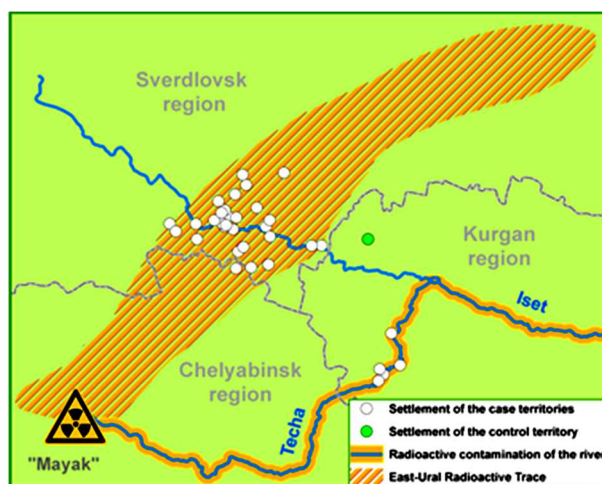 Sverdlovsk
region
Kurgan
region
Iset
Chelyabinsk
region
Techa
"Mayak"
Settlement of the case territories
Settlement of the control territory
Radioactive contamination of the river
East-Ural Radioactive Trace